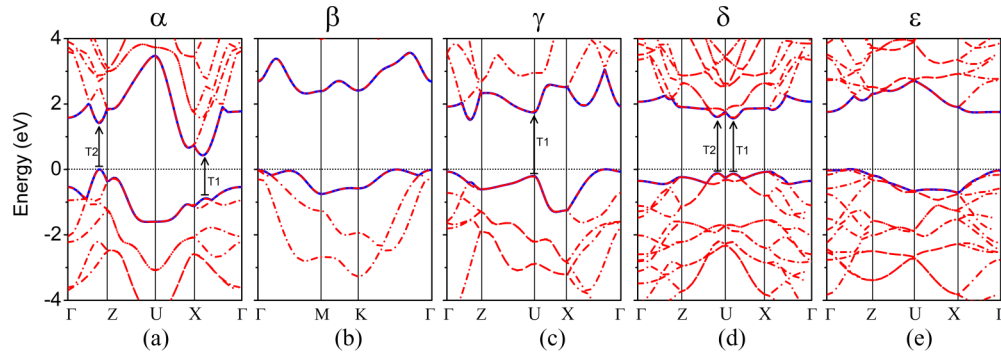 α β γ δ ε
Energy (eV)
4
2
0
-2
-4
T2
T1
T1
T2
T1
Γ Z U X Γ
Γ M K Γ
Γ Z U X Γ
Γ Z U X Γ
Γ Z U X Γ
(a) (b) (c) (d) (e)